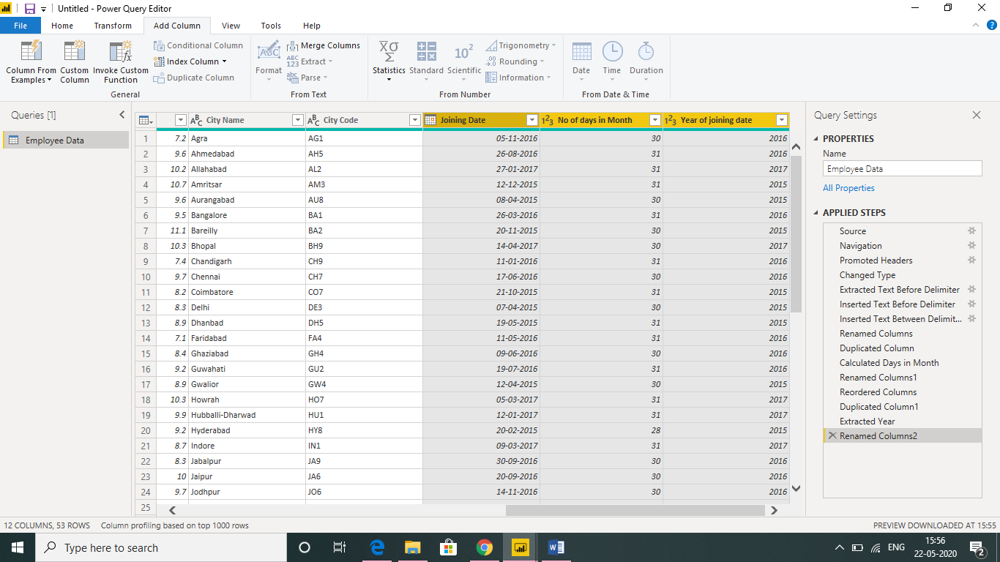 Untitled - Power Query Editor
File Home Transform Add Column View Tools Help
Column From Examples
Custom Column
Invoke Custom Function
Conditional Column
Index Column
Duplicate Column
General
Format
Merge Columns
Extract
Parse
From Text
Statistics
Standard
Scientific
Trigonometry
Rounding
Information
From Number
Date
Time
Duration
From Date & Time
Queries [1]
Employee Data
City Name City Code Joining Date No of days in Month Year of joining date
1 7.2 Agra AG1 05-11-2016 30 2016
2 9.6 Ahmedabad AH5 26-08-2016 31 2016
3 10.2 Allahabad AL2 27-01-2017 31 2017
4 10.7 Amritsar AM3 12-12-2015 31 2015
5 9.6 Aurangabad AU8 08-04-2015 30 2015
6 9.5 Bangalore BA1 26-03-2016 31 2016
7 11.1 Bareilly BA2 20-11-2015 30 2015
8 10.3 Bhopal BH9 14-04-2017 30 2017
9 7.4 Chandigarh CH9 11-01-2016 31 2016
10 9.7 Chennai CH7 17-06-2016 30 2016
11 8.2 Coimbatore CO7 21-10-2015 31 2015
12 8.3 Delhi DE3 07-04-2015 30 2015
13 8.9 Dhanbad DH5 19-05-2015 31 2015
14 7.1 Faridabad FA4 11-05-2016 31 2016
15 8.4 Ghaziabad GH4 09-06-2016 30 2016
16 9.2 Guwahati GU2 19-07-2016 31 2016
17 8.9 Gwalior GW4 12-04-2015 30 2015
18 10.3 Howrah HO7 05-03-2017 31 2017
19 9.9 Hubballi-Dharwad HU1 12-01-2017 31 2017
20 9.2 Hyderabad HY8 20-02-2015 28 2015
21 8.7 Indore IN1 09-03-2017 31 2017
22 8.3 Jabalpur JA9 30-09-2016 30 2016
23 10 Jaipur JA6 20-09-2016 30 2016
24 9.7 Jodhpur JO6 14-11-2016 30 2016
25
Query Settings
PROPERTIES
Name
Employee Data
All Properties
APPLIED STEPS
Source
Navigation
Promoted Headers
Changed Type
Extracted Text Before Delimiter
Inserted Text Before Delimiter
Inserted Text Between Delimit...
Renamed Columns
Duplicated Column
Calculated Days in Month
Renamed Columns1
Reordered Columns
Duplicated Column1
Extracted Year
Renamed Columns2
12 COLUMNS, 53 ROWS Column profiling based on top 1000 rows PREVIEW DOWNLOADED AT 15:55
Type here to search
ENG
15:56
22-05-2020
2